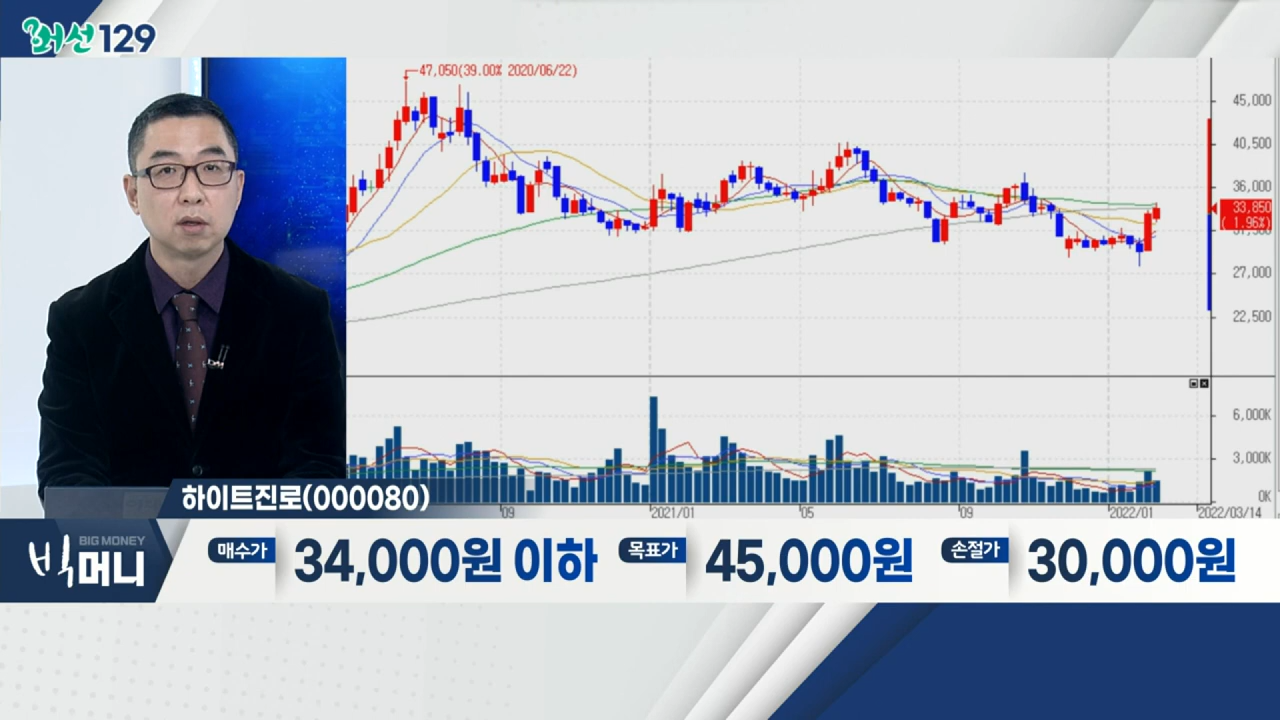 머선129
47,050(39.00% 2020/06/22)
45,000
40,500
36,000
33,850
( 1.96%)
31,500
27,000
22,500
6,000K
3,000K
0K
09
2021/01
05
09
2022/01
2022/03/14
하이트진로(000080)
BIG MONEY
빅머니
매수가 34,000원 이하 목표가 45,000원 손절가 30,000원